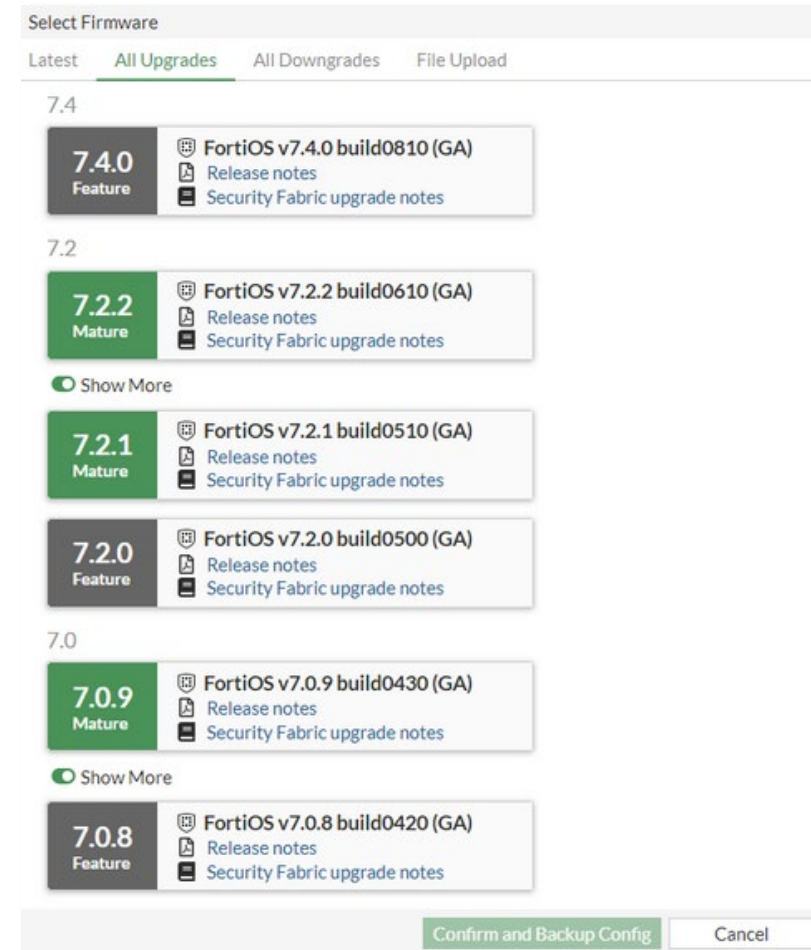 Select Firmware
Latest All Upgrades All Downgrades File Upload
7.4
7.4.0
Feature
FortiOS v7.4.0 build0810 (GA)
Release notes
Security Fabric upgrade notes
7.2
7.2.2
Mature
FortiOS v7.2.2 build0610 (GA)
Release notes
Security Fabric upgrade notes
Show More
7.2.1
Mature
FortiOS v7.2.1 build0510 (GA)
Release notes
Security Fabric upgrade notes
7.2.0
Feature
FortiOS v7.2.0 build0500 (GA)
Release notes
Security Fabric upgrade notes
7.0
7.0.9
Mature
FortiOS v7.0.9 build0430 (GA)
Release notes
Security Fabric upgrade notes
Show More
7.0.8
Feature
FortiOS v7.0.8 build0420 (GA)
Release notes
Security Fabric upgrade notes
Confirm and Backup Config Cancel